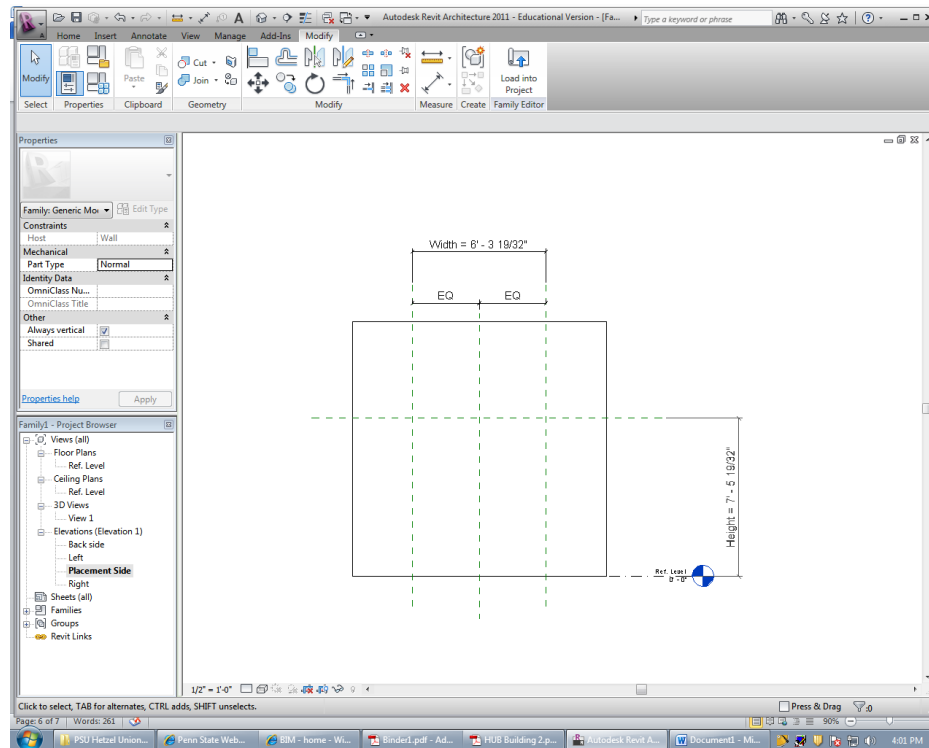 Autodesk Revit Architecture 2011 - Educational Version - [Fa...
Type a keyword or phrase
Home Insert Annotate View Manage Add-Ins Modify
Modify
Paste
Cut
Join
Load into
Project
Select Properties Clipboard Geometry Modify Measure Create Family Editor
Properties
Family: Generic Mo
Edit Type
Constraints
Host Wall
Mechanical
Part Type Normal
Identity Data
OmniClass Nu...
OmniClass Title
Other
Always vertical
Shared
Properties help Apply
Family1 - Project Browser
Views (all)
Floor Plans
Ref. Level
Ceiling Plans
Ref. Level
3D Views
View 1
Elevations (Elevation 1)
Back side
Left
Placement Side
Right
Sheets (all)
Families
Groups
Revit Links
Width = 6' - 3 19/32"
EQ EQ
Height = 7' - 5 19/32"
Ref. Level
0' - 0"
1/2" = 1'-0"
Click to select, TAB for alternates, CTRL adds, SHIFT unselects.
Press & Drag
:0
Page: 6 of 7 Words: 261
90%
PSU Hetzel Union... Penn State Web... BIM - home - Wi... Binder1.pdf - Ad... HUB Building 2.p... Autodesk Revit A... Document1 - Mi... 4:01 PM